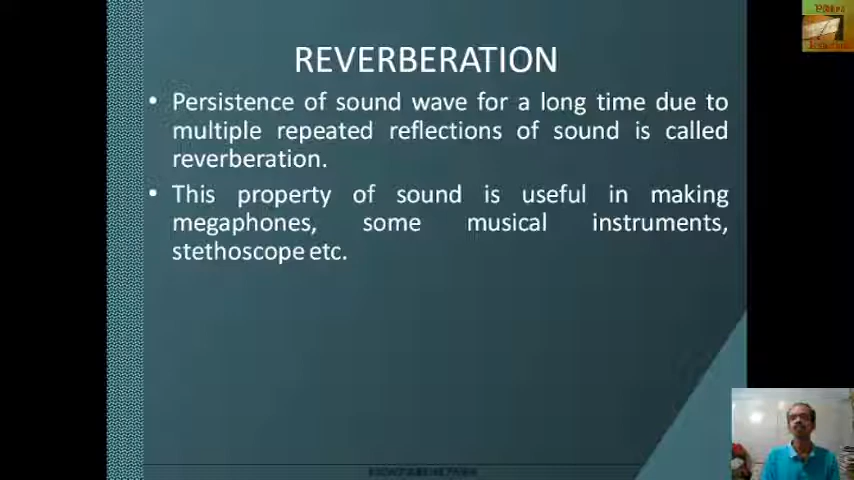 REVERBERATION
• Persistence of sound wave for a long time due to
multiple repeated reflections of sound is called
reverberation.
• This property of sound is useful in making
megaphones, some musical instruments,
stethoscope etc.